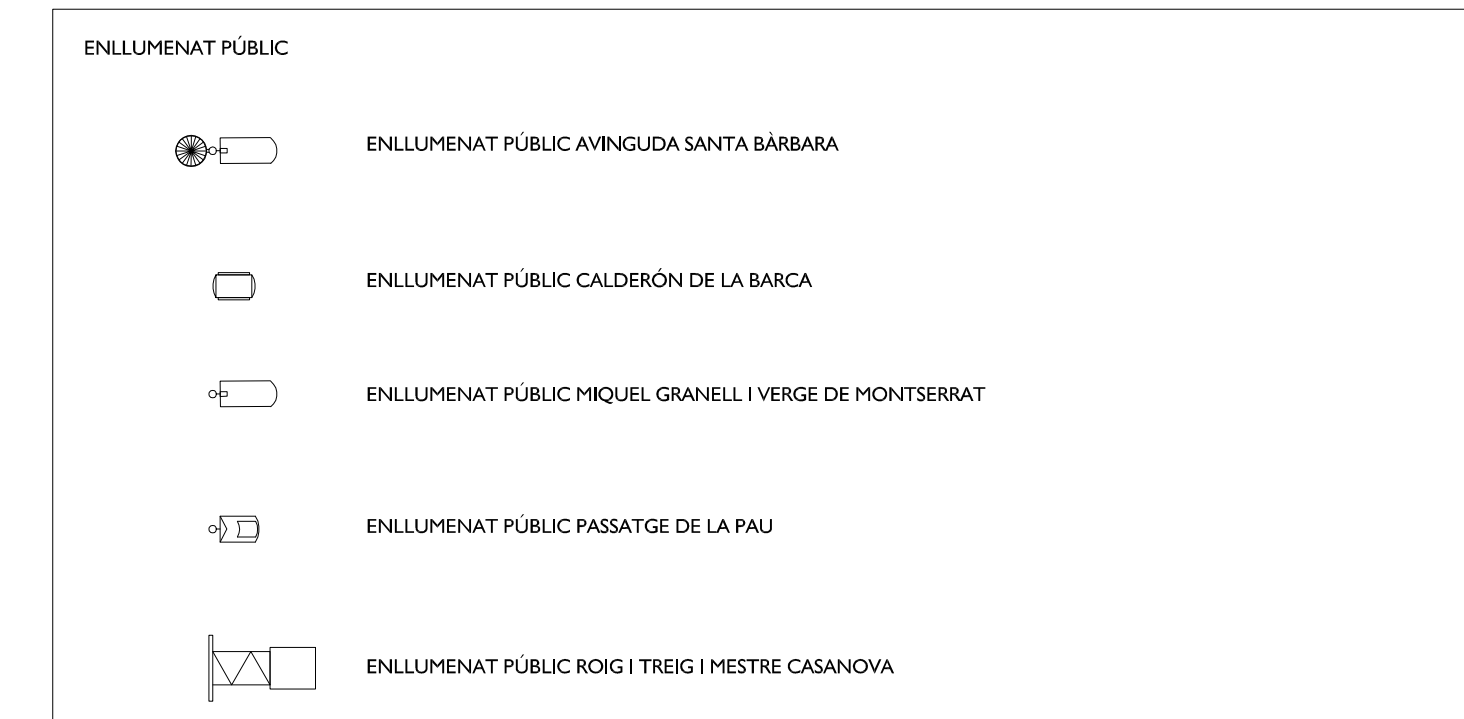 ENLLUMENAT PÚBLIC
ENLLUMENAT PÚBLIC AVINGUDA SANTA BÀRBARA
ENLLUMENAT PÚBLIC CALDERÓN DE LA BARCA
ENLLUMENAT PÚBLIC MIQUEL GRANELL I VERGE DE MONTSERRAT
ENLLUMENAT PÚBLIC PASSATGE DE LA PAU
ENLLUMENAT PÚBLIC ROIG I TREIG I MESTRE CASANOVA